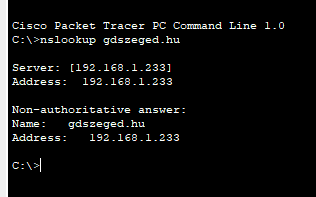 Cisco Packet Tracer PC Command Line 1.0
C:\>nslookup gdszeged.hu
Server: [192.168.1.233]
Address:  192.168.1.233
Non-authoritative answer:
Name:   gdszeged.hu
Address:   192.168.1.233
C:\>